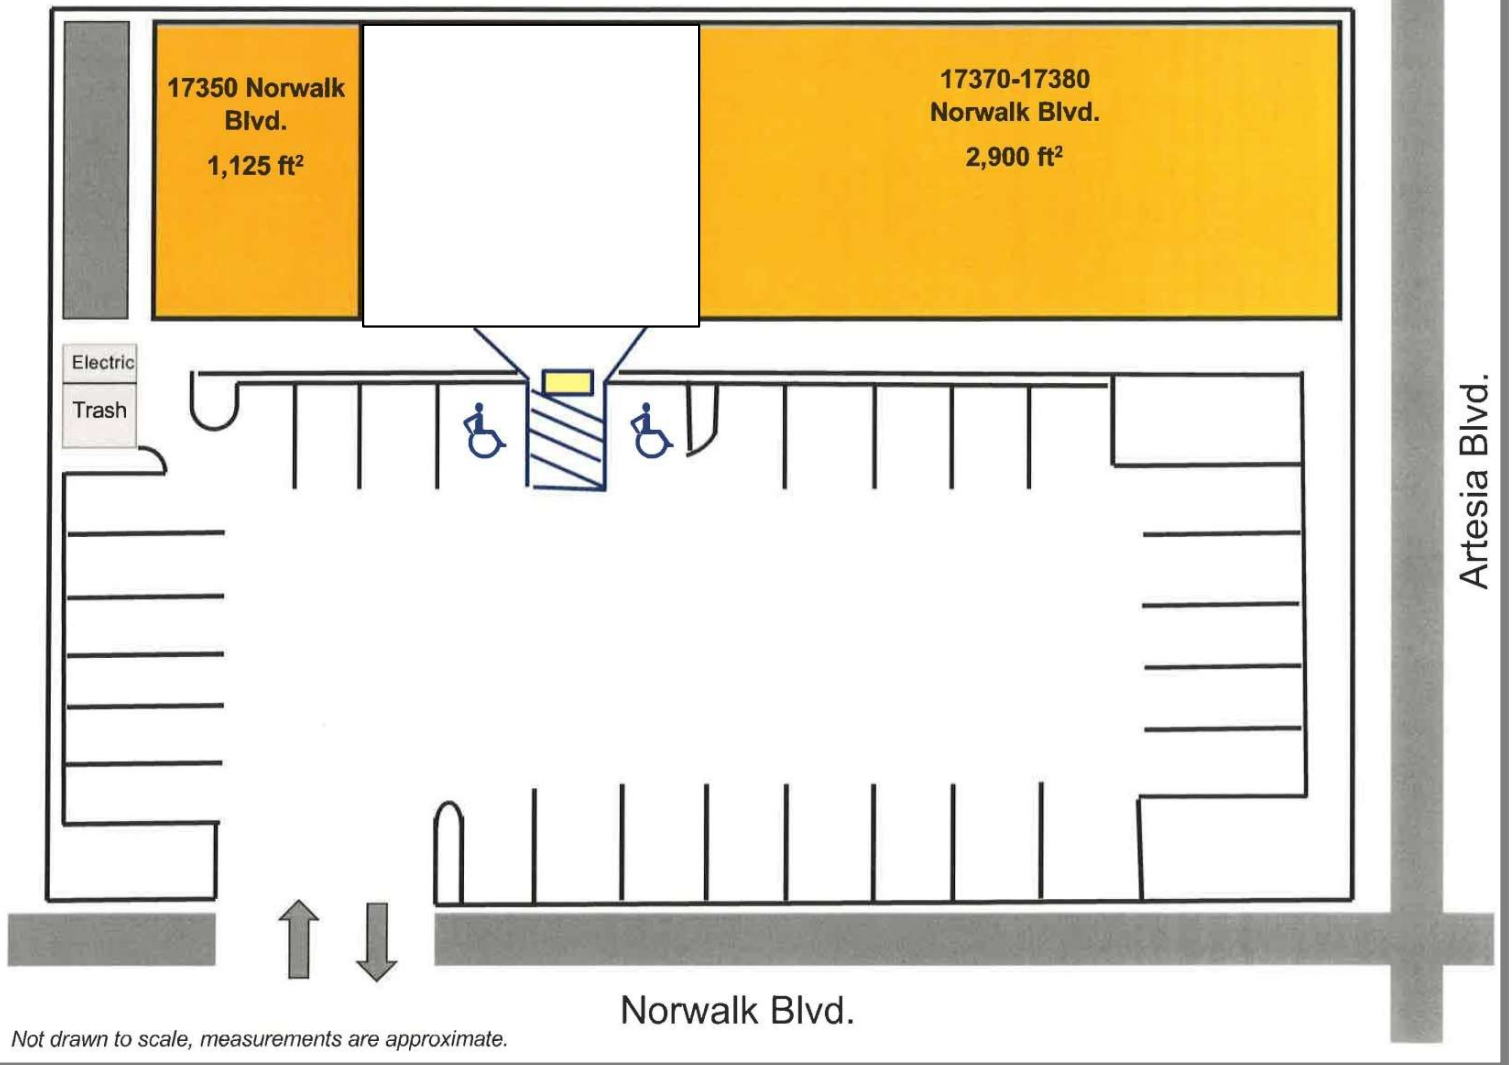 17350 Norwalk
Blvd.
1,125 ft²
17370-17380
Norwalk Blvd.
2,900 ft²
Electric
Trash
Artesia Blvd.
Norwalk Blvd.
Not drawn to scale, measurements are approximate.